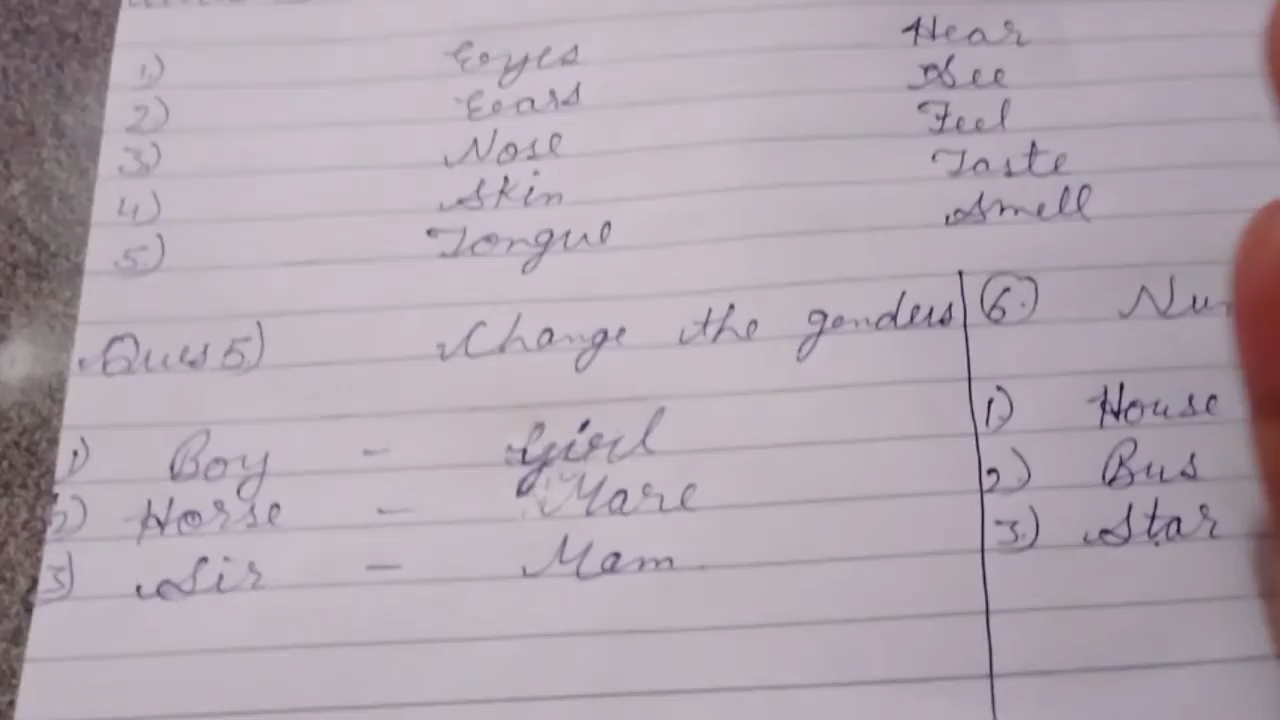 1) Eyes Hear
2) Ears See
3) Nose Feel
4) Skin Taste
5) Tongue Smell
Ques 5) Change the genders
1) Boy - Girl
2) Horse - Mare
3) Sir - Mam
6.)
1) House
2) Bus
3) Star